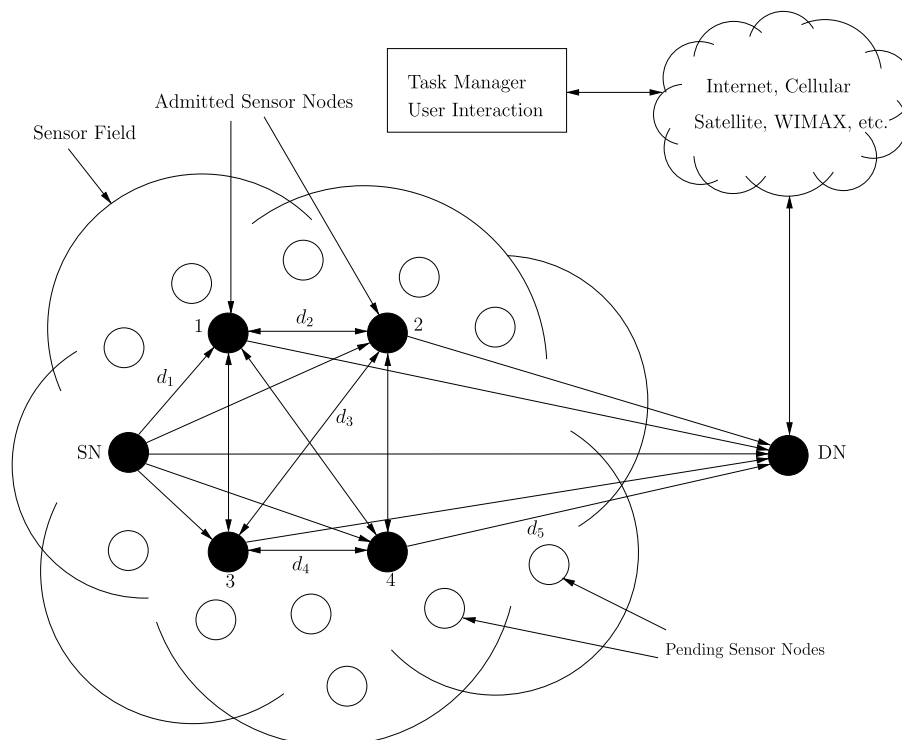 Task Manager
User Interaction
Internet, Cellular
Satellite, WIMAX, etc.
Admitted Sensor Nodes
Sensor Field
1
d2
2
d1
d3
SN
DN
d5
d4
3
4
Pending Sensor Nodes